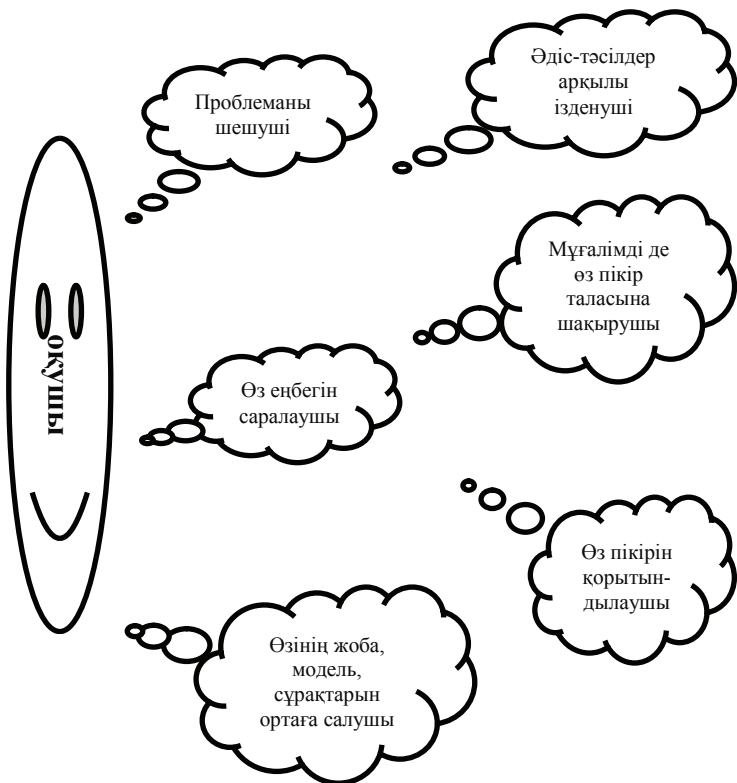 Проблеманы
шешуші
Әдіс-тәсілдер
арқылы
ізденуші
Мұғалімді де
өз пікір
таласына
шақырушы
оқушы
Өз еңбегін
саралаушы
Өз пікірін
қорытын-
дылаушы
Өзінің жоба,
модель,
сұрақтарын
ортаға салушы